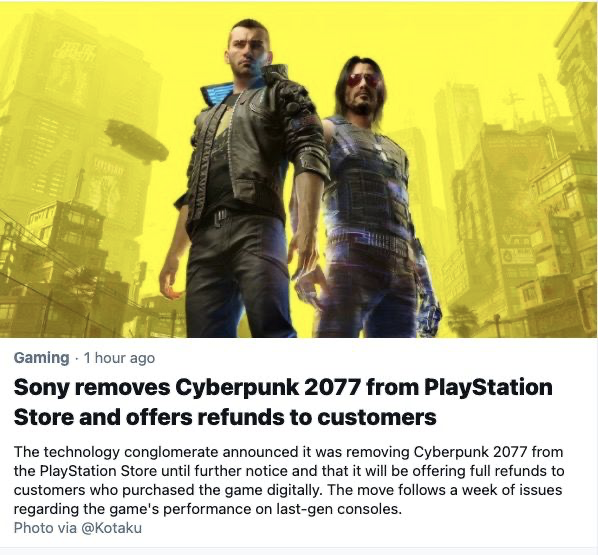 Gaming · 1 hour ago
Sony removes Cyberpunk 2077 from PlayStation
Store and offers refunds to customers
The technology conglomerate announced it was removing Cyberpunk 2077 from
the PlayStation Store until further notice and that it will be offering full refunds to
customers who purchased the game digitally. The move follows a week of issues
regarding the game's performance on last-gen consoles.
Photo via @Kotaku